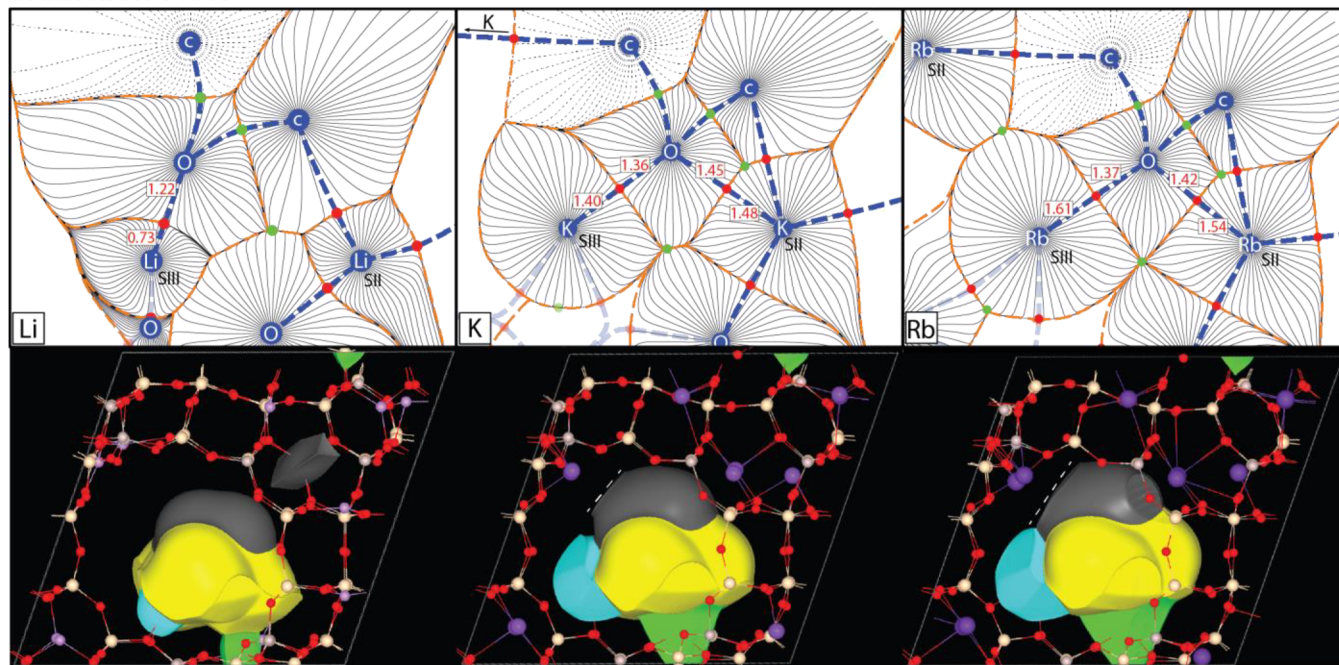 c
c
O
1.22
0.73
Li
SIII
Li
SII
O
O
Li
K
c
c
O
1.36
1.45
1.40
1.48
K
SIII
K
SII
O
K
Rb
SII
c
c
O
1.37
1.42
1.61
1.54
Rb
SIII
Rb
SII
Rb